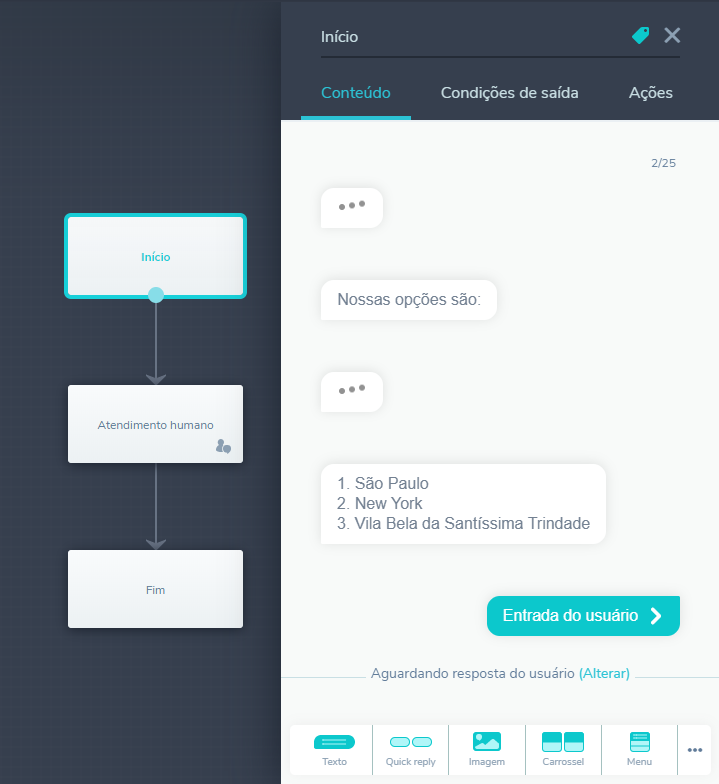 Início
Conteúdo
Condições de saída
Ações
2/25
Início
Nossas opções são:
Atendimento humano
1. São Paulo
2. New York
3. Vila Bela da Santíssima Trindade
Fim
Entrada do usuário
Aguardando resposta do usuário (Alterar)
Texto
Quick reply
Imagem
Carrossel
Menu